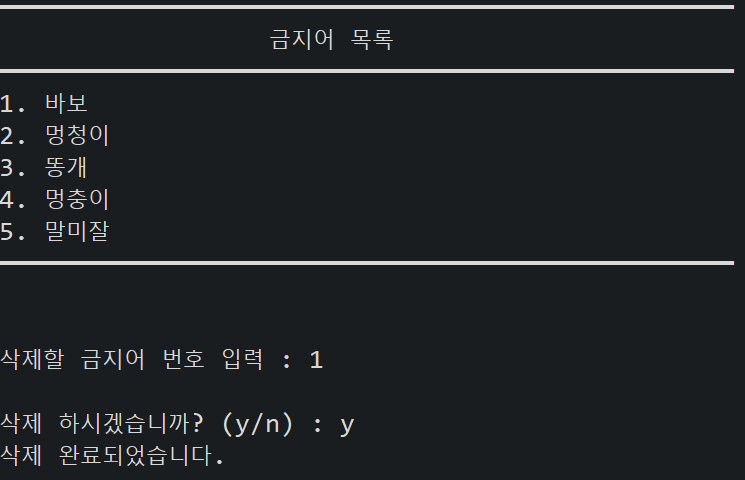 금지어 목록
1. 바보
2. 멍청이
3. 똥개
4. 멍충이
5. 말미잘
삭제할 금지어 번호 입력 : 1
삭제 하시겠습니까? (y/n) : y
삭제 완료되었습니다.